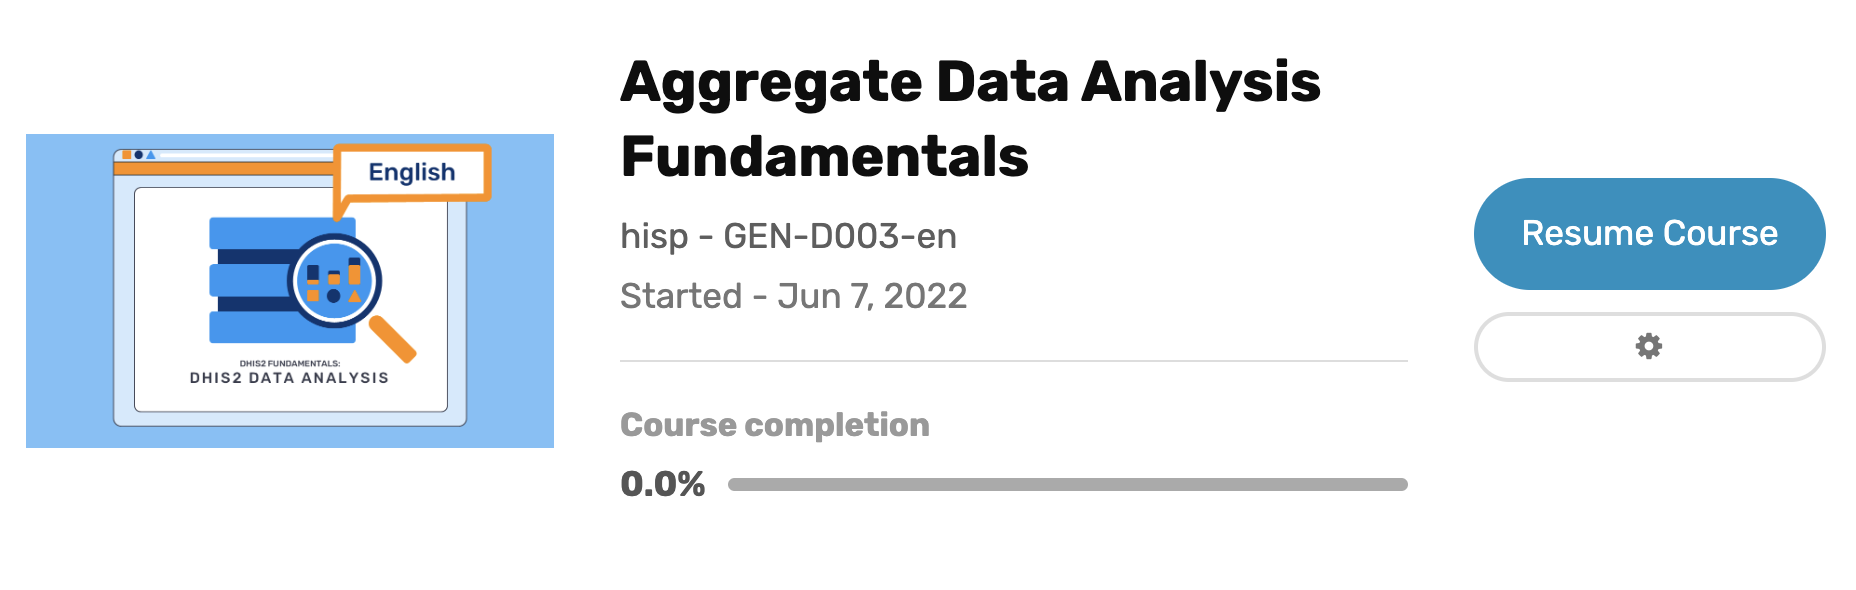 English
DHIS2 FUNDAMENTALS:
DHIS2 DATA ANALYSIS
Aggregate Data Analysis
Fundamentals
hisp - GEN-D003-en
Started - Jun 7, 2022
Course completion
0.0%
Resume Course